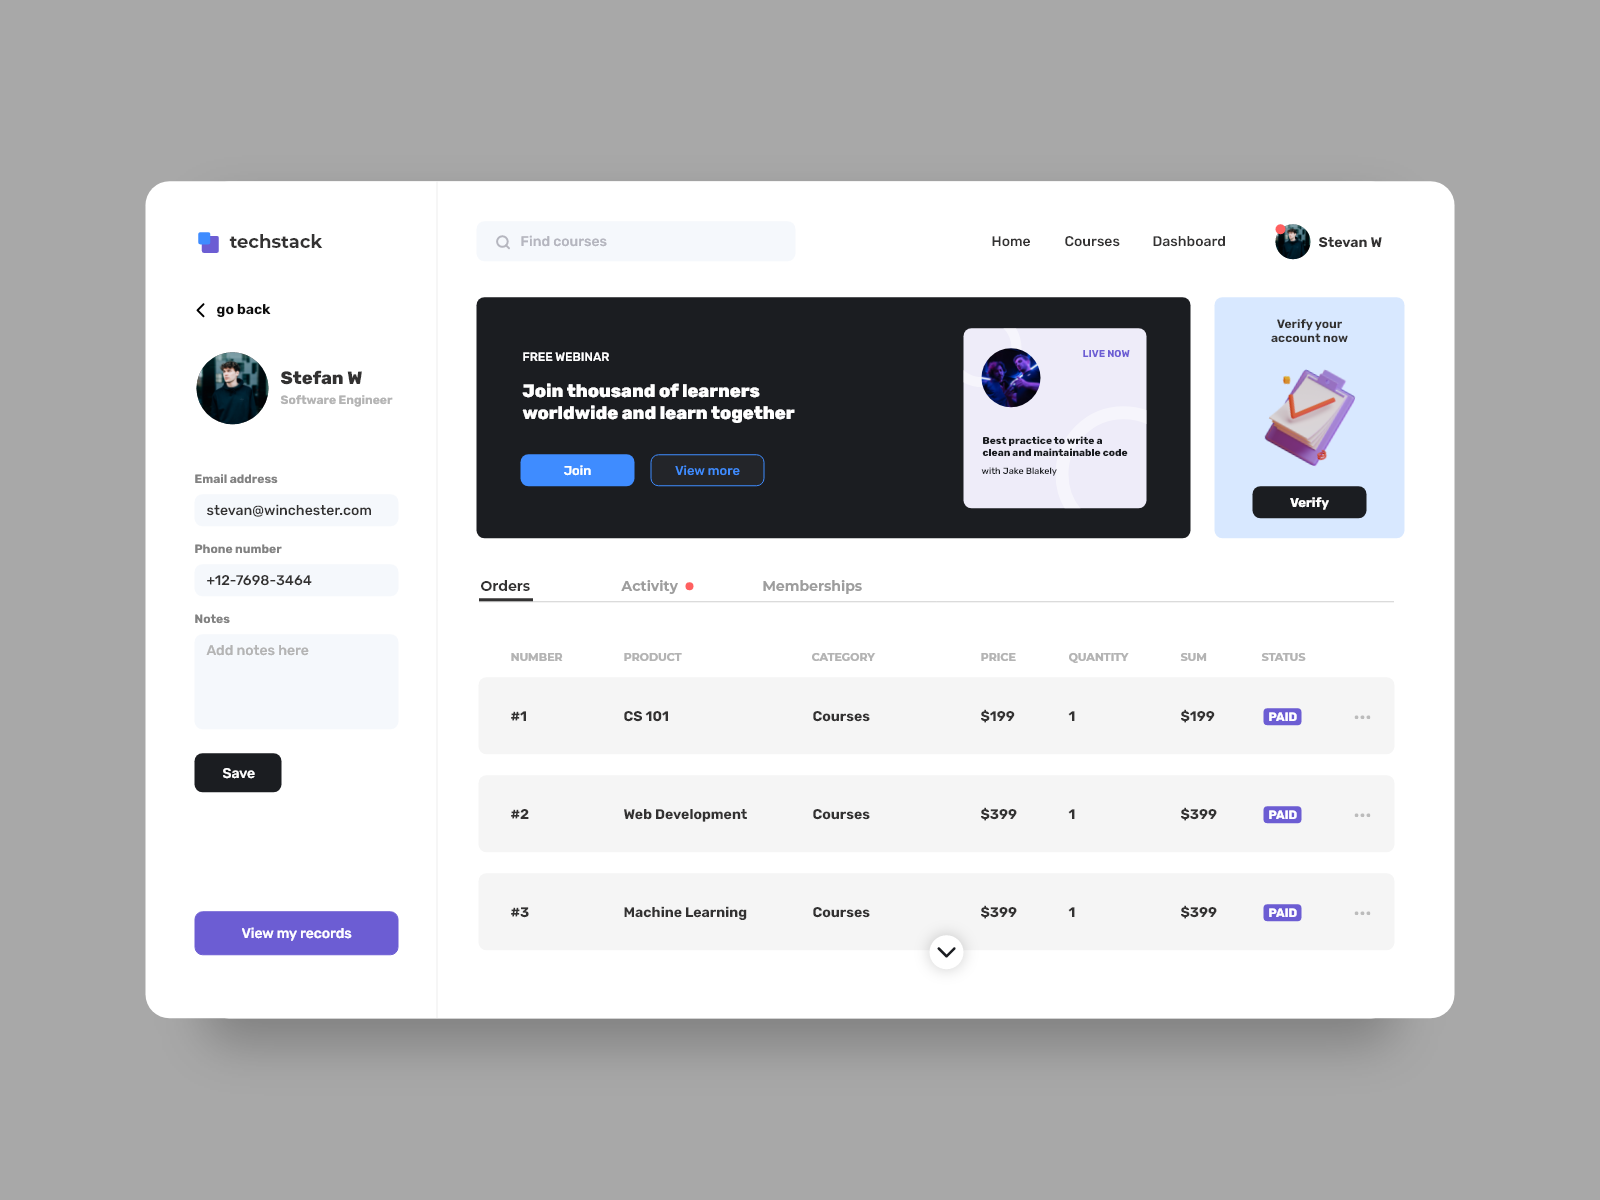 techstack
Find courses
Home
Courses
Dashboard
Stevan W
go back
Stefan W
Software Engineer
Email address
stevan@winchester.com
Phone number
+12-7698-3464
Notes
Add notes here
Save
View my records
FREE WEBINAR
Join thousand of learners
worldwide and learn together
Join
View more
LIVE NOW
Best practice to write a
clean and maintainable code
with Jake Blakely
Verify your
account now
Verify
Orders
Activity
Memberships
NUMBER PRODUCT CATEGORY PRICE QUANTITY SUM STATUS
#1 CS 101 Courses $199 1 $199 PAID
#2 Web Development Courses $399 1 $399 PAID
#3 Machine Learning Courses $399 1 $399 PAID